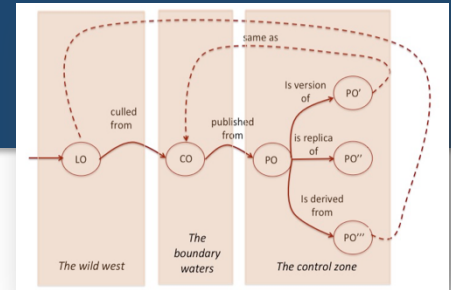 same as
Is version
of
PO'
culled
from
published
from
is replica
of
LO
CO
PO
PO''
Is derived
from
PO'''
The wild west
The
boundary
waters
The control zone